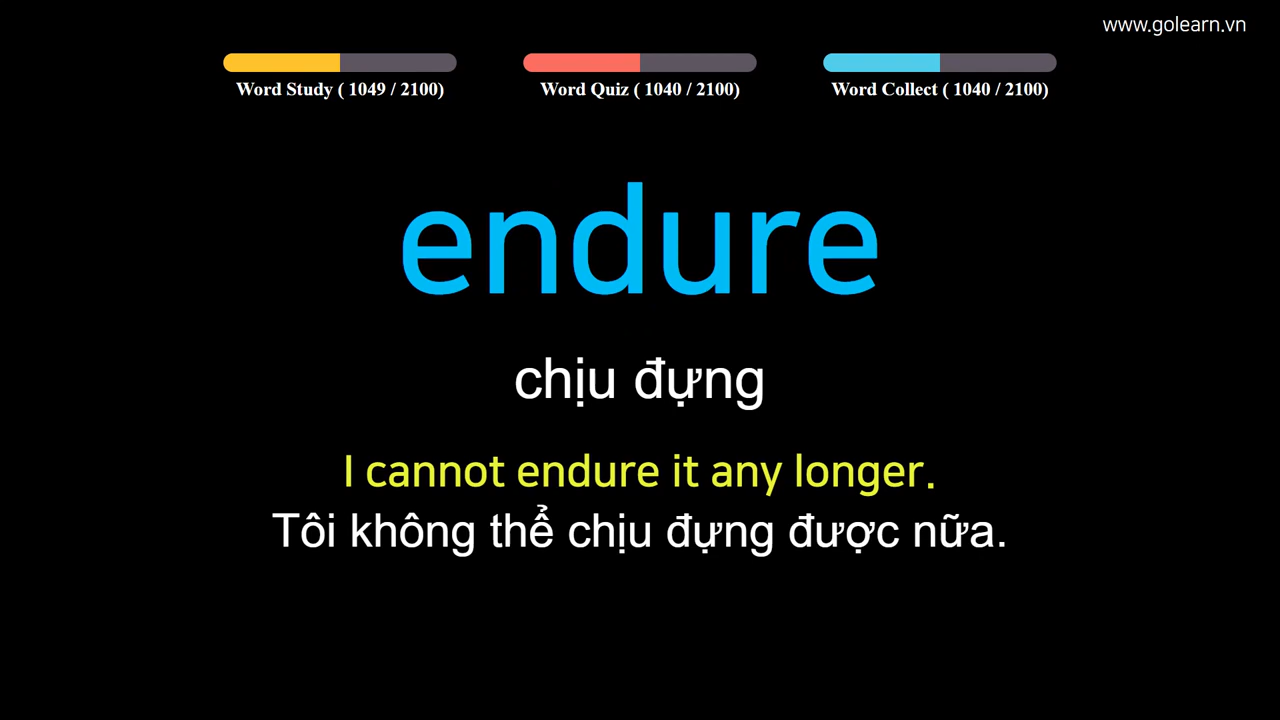 www.golearn.vn
Word Study ( 1049 / 2100)
Word Quiz ( 1040 / 2100)
Word Collect ( 1040 / 2100)
endure
chịu đựng
I cannot endure it any longer.
Tôi không thể chịu đựng được nữa.